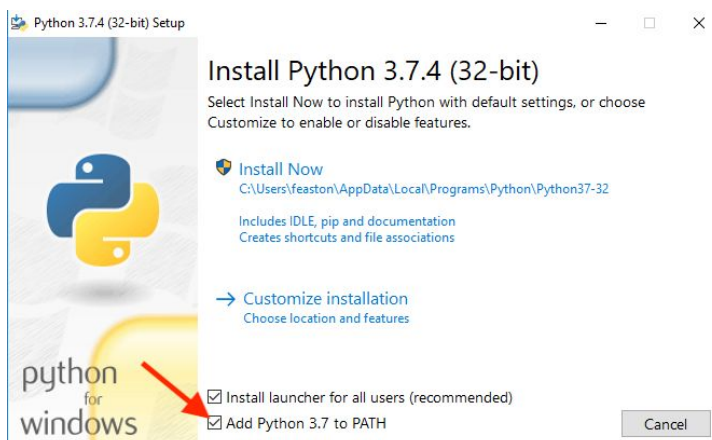 Python 3.7.4 (32-bit) Setup
Install Python 3.7.4 (32-bit)
Select Install Now to install Python with default settings, or choose
Customize to enable or disable features.
Install Now
C:\Users\feaston\AppData\Local\Programs\Python\Python37-32
Includes IDLE, pip and documentation
Creates shortcuts and file associations
Customize installation
Choose location and features
python
for
windows
Install launcher for all users (recommended)
Add Python 3.7 to PATH
Cancel